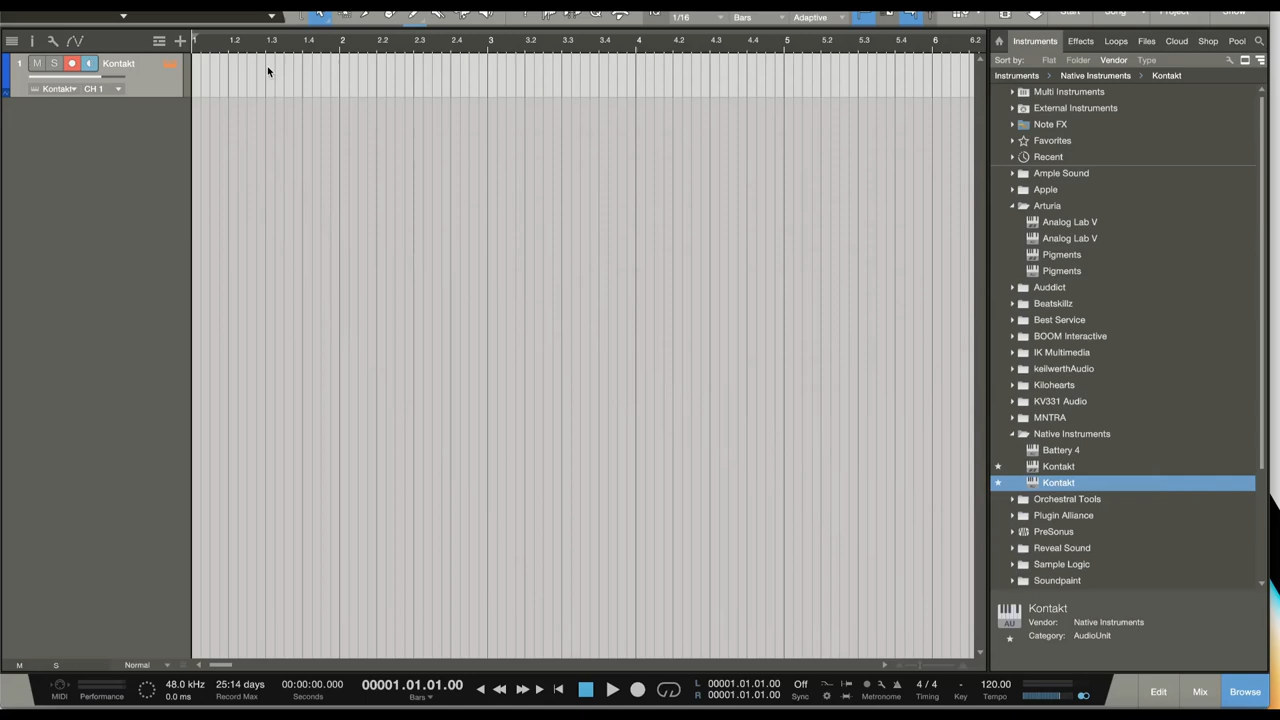 1/16 Bars Adaptive Start Song Project Show
1 1.2 1.3 1.4 2 2.2 2.3 2.4 3 3.2 3.3 3.4 4 4.2 4.3 4.4 5 5.2 5.3 5.4 6 6.2
Instruments Effects Loops Files Cloud Shop Pool
Sort by: Flat Folder Vendor Type
Instruments Native Instruments Kontakt
1 M S Kontakt
Kontakt CH 1
Multi Instruments
External Instruments
Note FX
Favorites
Recent
Ample Sound
Apple
Arturia
Analog Lab V
Analog Lab V
Pigments
Pigments
Auddict
Beatskillz
Best Service
BOOM Interactive
IK Multimedia
keilwerthAudio
Kilohearts
KV331 Audio
MNTRA
Native Instruments
Battery 4
Kontakt
Kontakt
Orchestral Tools
Plugin Alliance
PreSonus
Reveal Sound
Sample Logic
Soundpaint
Kontakt
AU
Vendor: Native Instruments
Category: AudioUnit
M S Normal
MIDI Performance
48.0 kHz
0.0 ms
25:14 days
Record Max
00:00:00.000
Seconds
00001.01.01.00
Bars
L 00001.01.01.00
R 00001.01.01.00
Off
Sync
Metronome
4 / 4
Timing
-
Key
120.00
Tempo
Edit Mix Browse